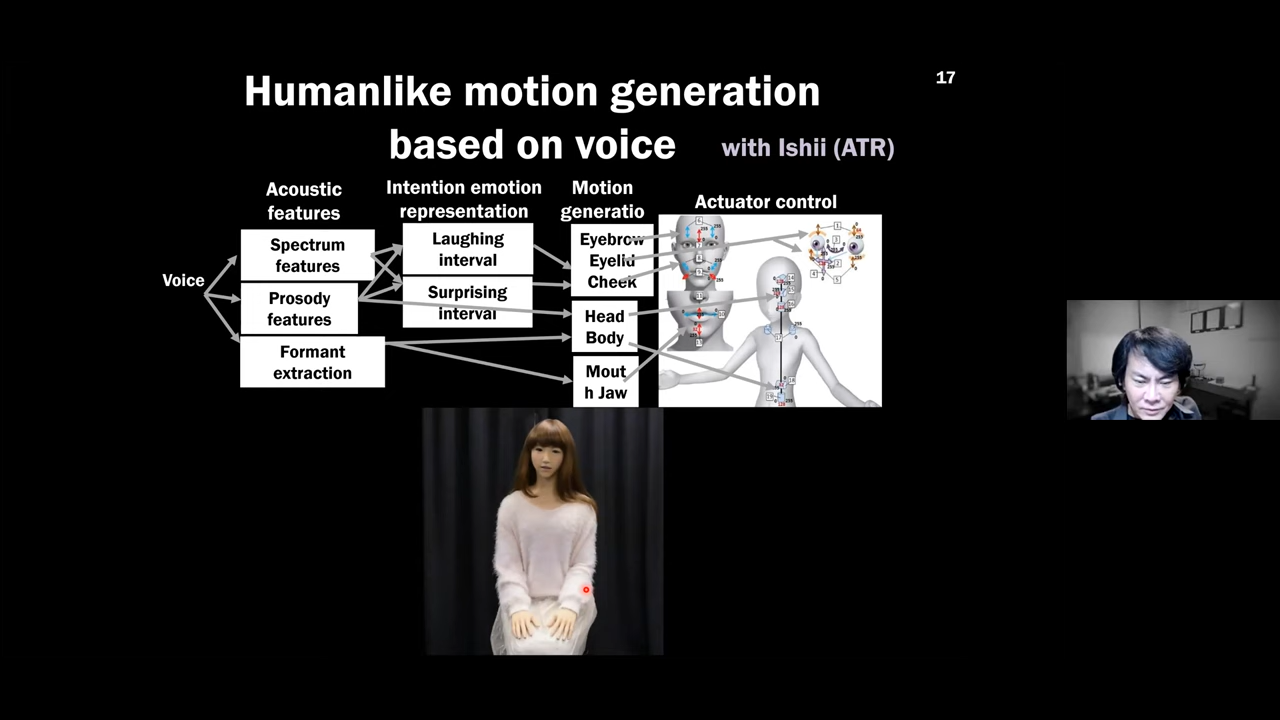 17
Humanlike motion generation
based on voice
with Ishii (ATR)
Acoustic
features
Intention emotion
representation
Motion
generatio
Actuator control
Voice
Spectrum
features
Prosody
features
Formant
extraction
Laughing
interval
Surprising
interval
Eyebrow
Eyelid
Cheek
Head
Body
Mout
h Jaw